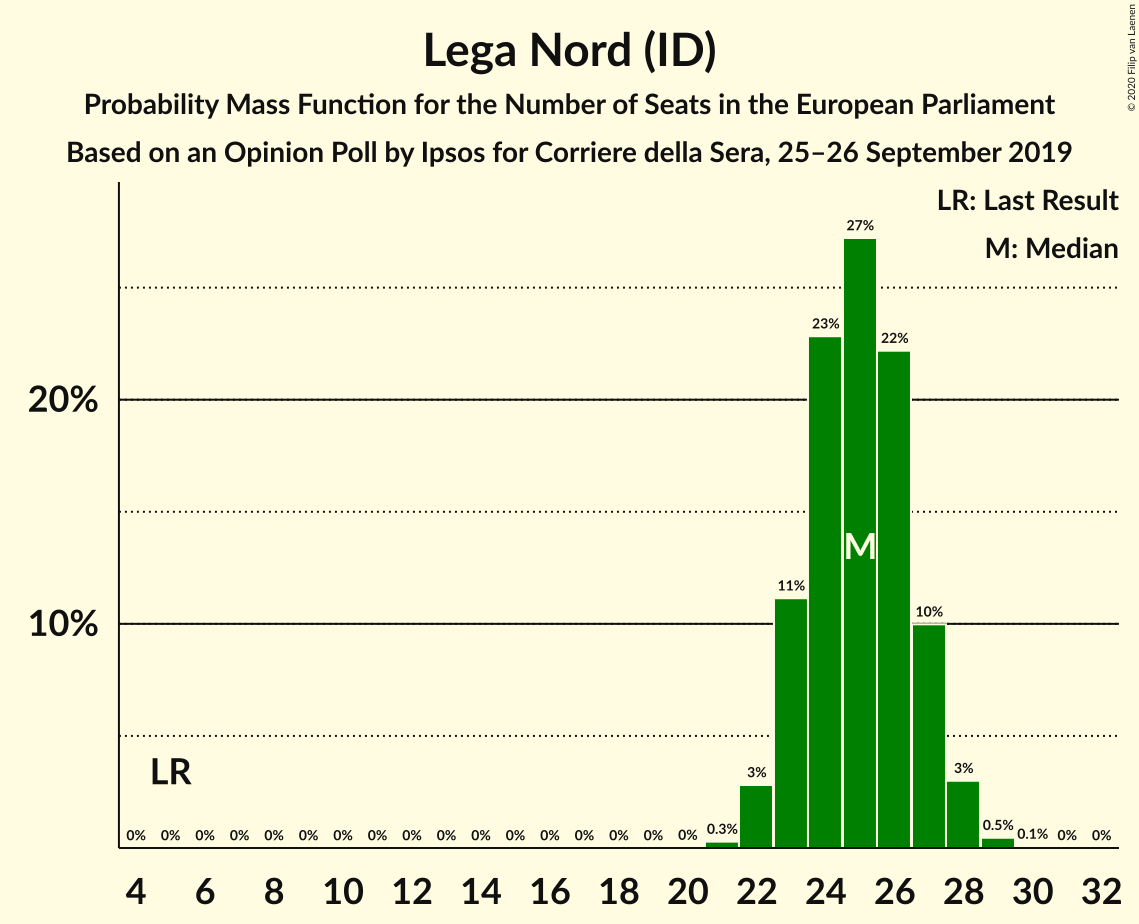 Lega Nord (ID)
Probability Mass Function for the Number of Seats in the European Parliament
Based on an Opinion Poll by Ipsos for Corriere della Sera, 25–26 September 2019
© 2020 Filip van Laenen
LR: Last Result
M: Median
27%
23%
22%
20%
M
11%
10%
10%
LR
3%
3%
0% 0% 0% 0% 0% 0% 0% 0% 0% 0% 0% 0% 0% 0% 0% 0% 0% 0.3% 0.5% 0.1% 0% 0%
4 6 8 10 12 14 16 18 20 22 24 26 28 30 32